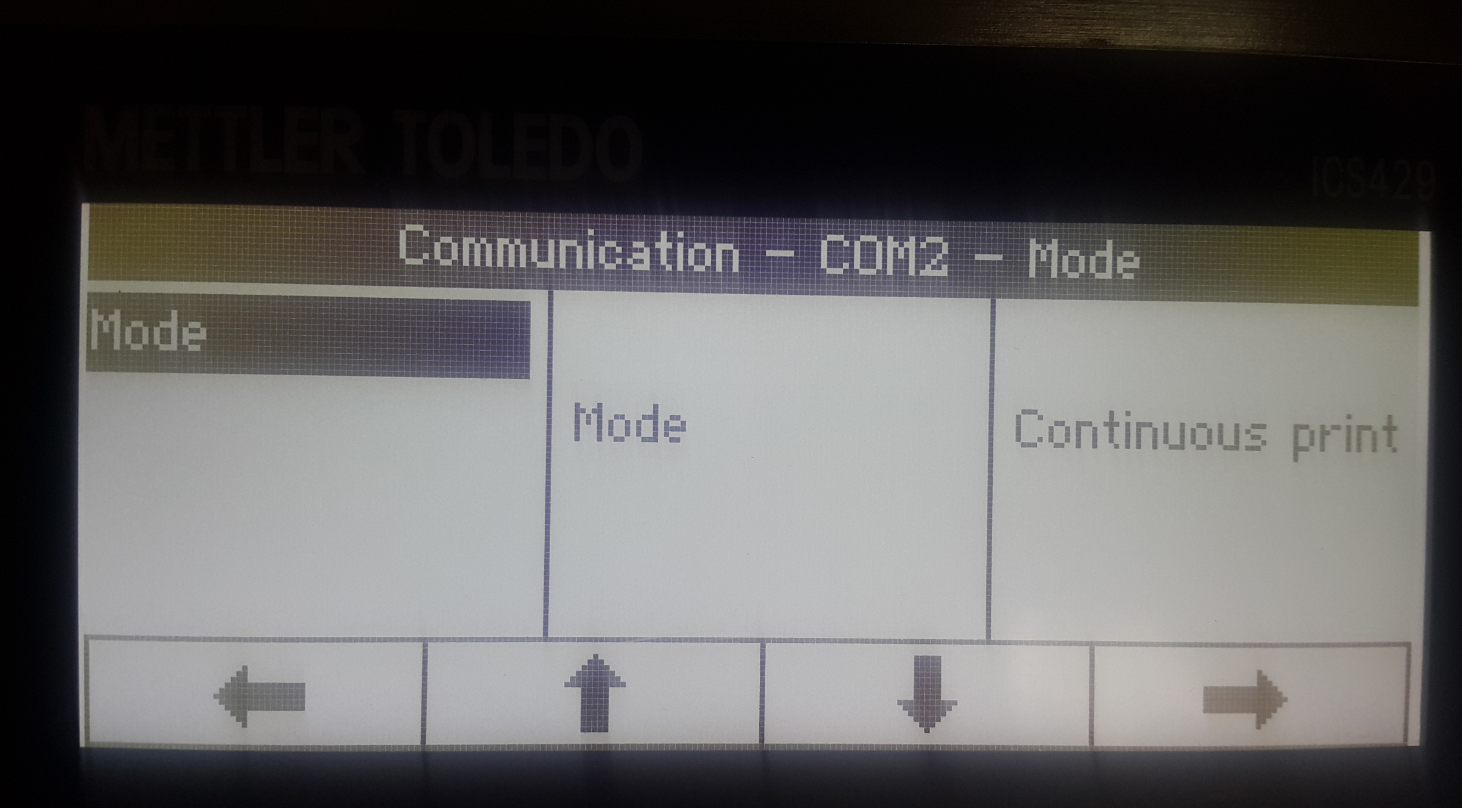 METTLER TOLEDO
ICS429
Communication - COM2 - Mode
Mode
Mode
Continuous print